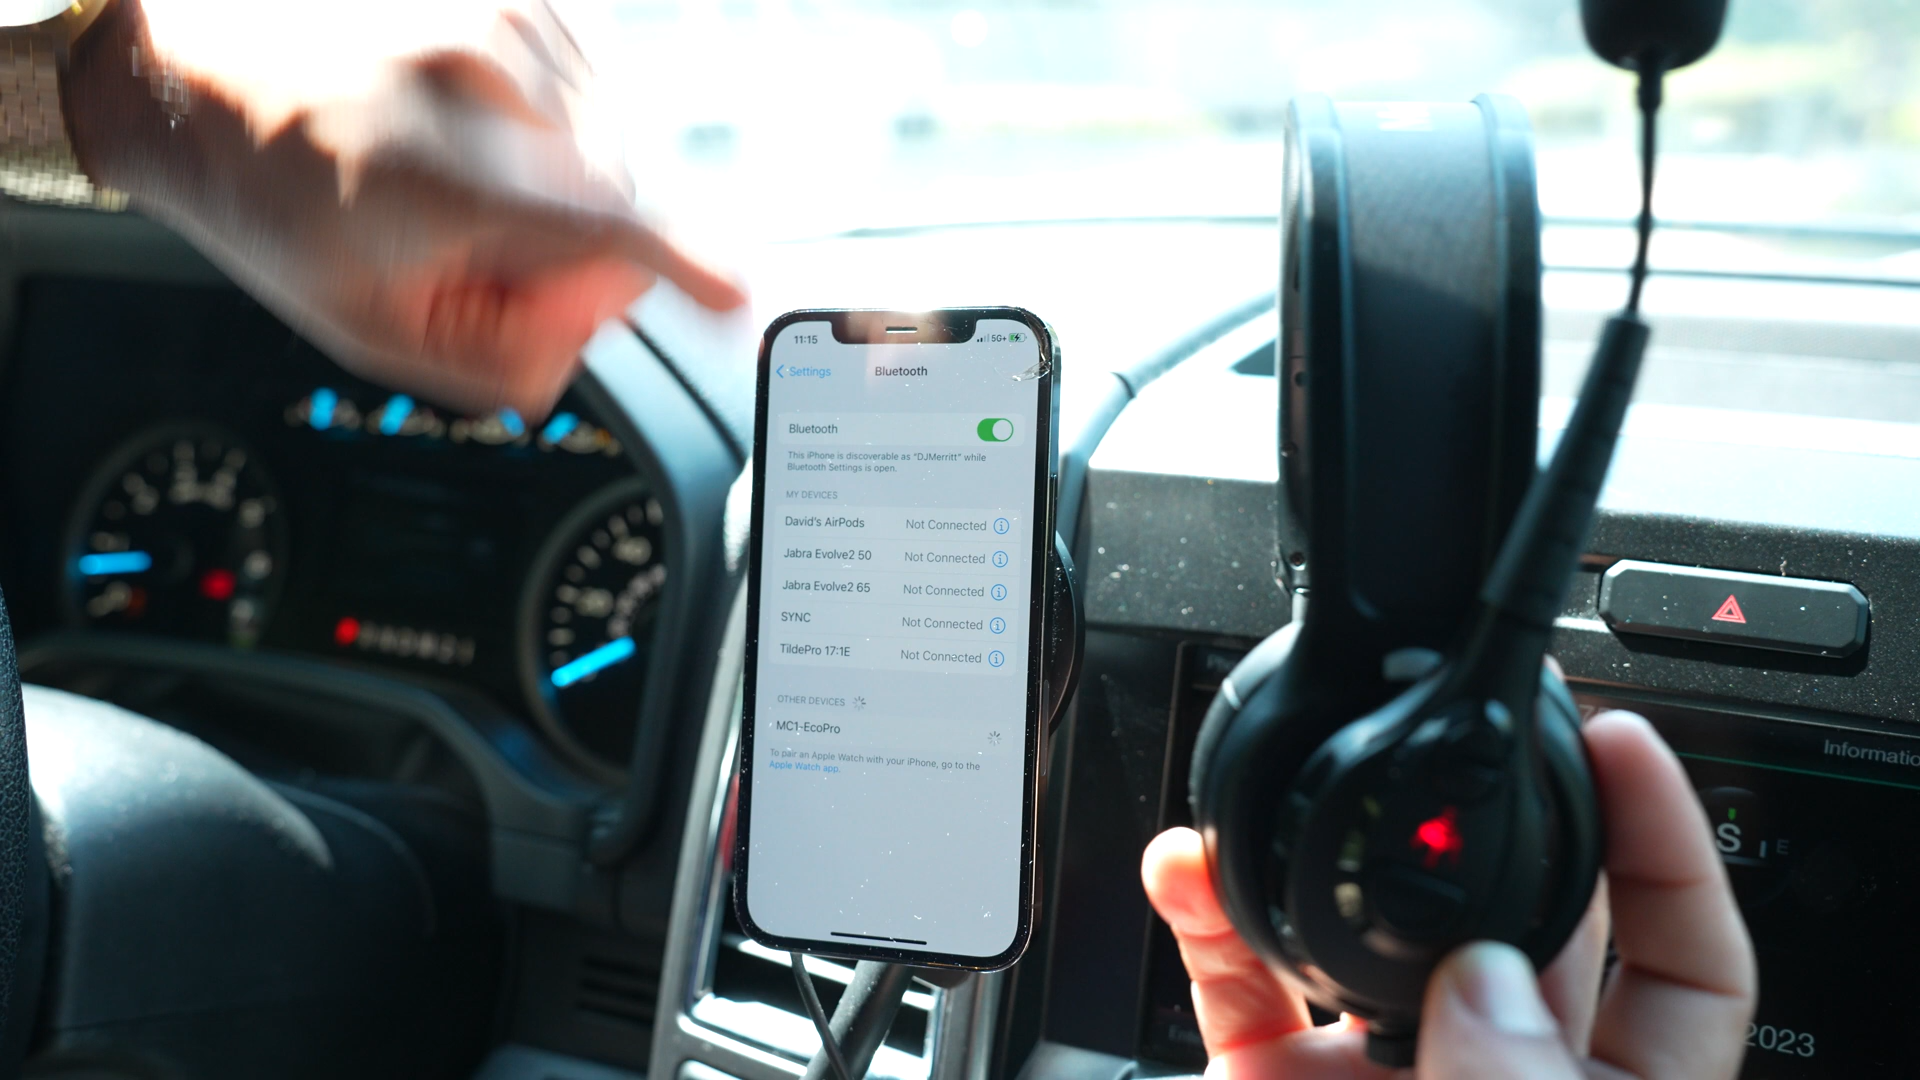 11:15
5G+
Settings
Bluetooth
Bluetooth
This iPhone is discoverable as “DJMerritt” while
Bluetooth Settings is open.
MY DEVICES
David's AirPods Not Connected
Jabra Evolve2 50 Not Connected
Jabra Evolve2 65 Not Connected
SYNC Not Connected
TildePro 17:1E Not Connected
OTHER DEVICES
MC1-EcoPro
To pair an Apple Watch with your iPhone, go to the
Apple Watch app.
Informatio
S I E
2023